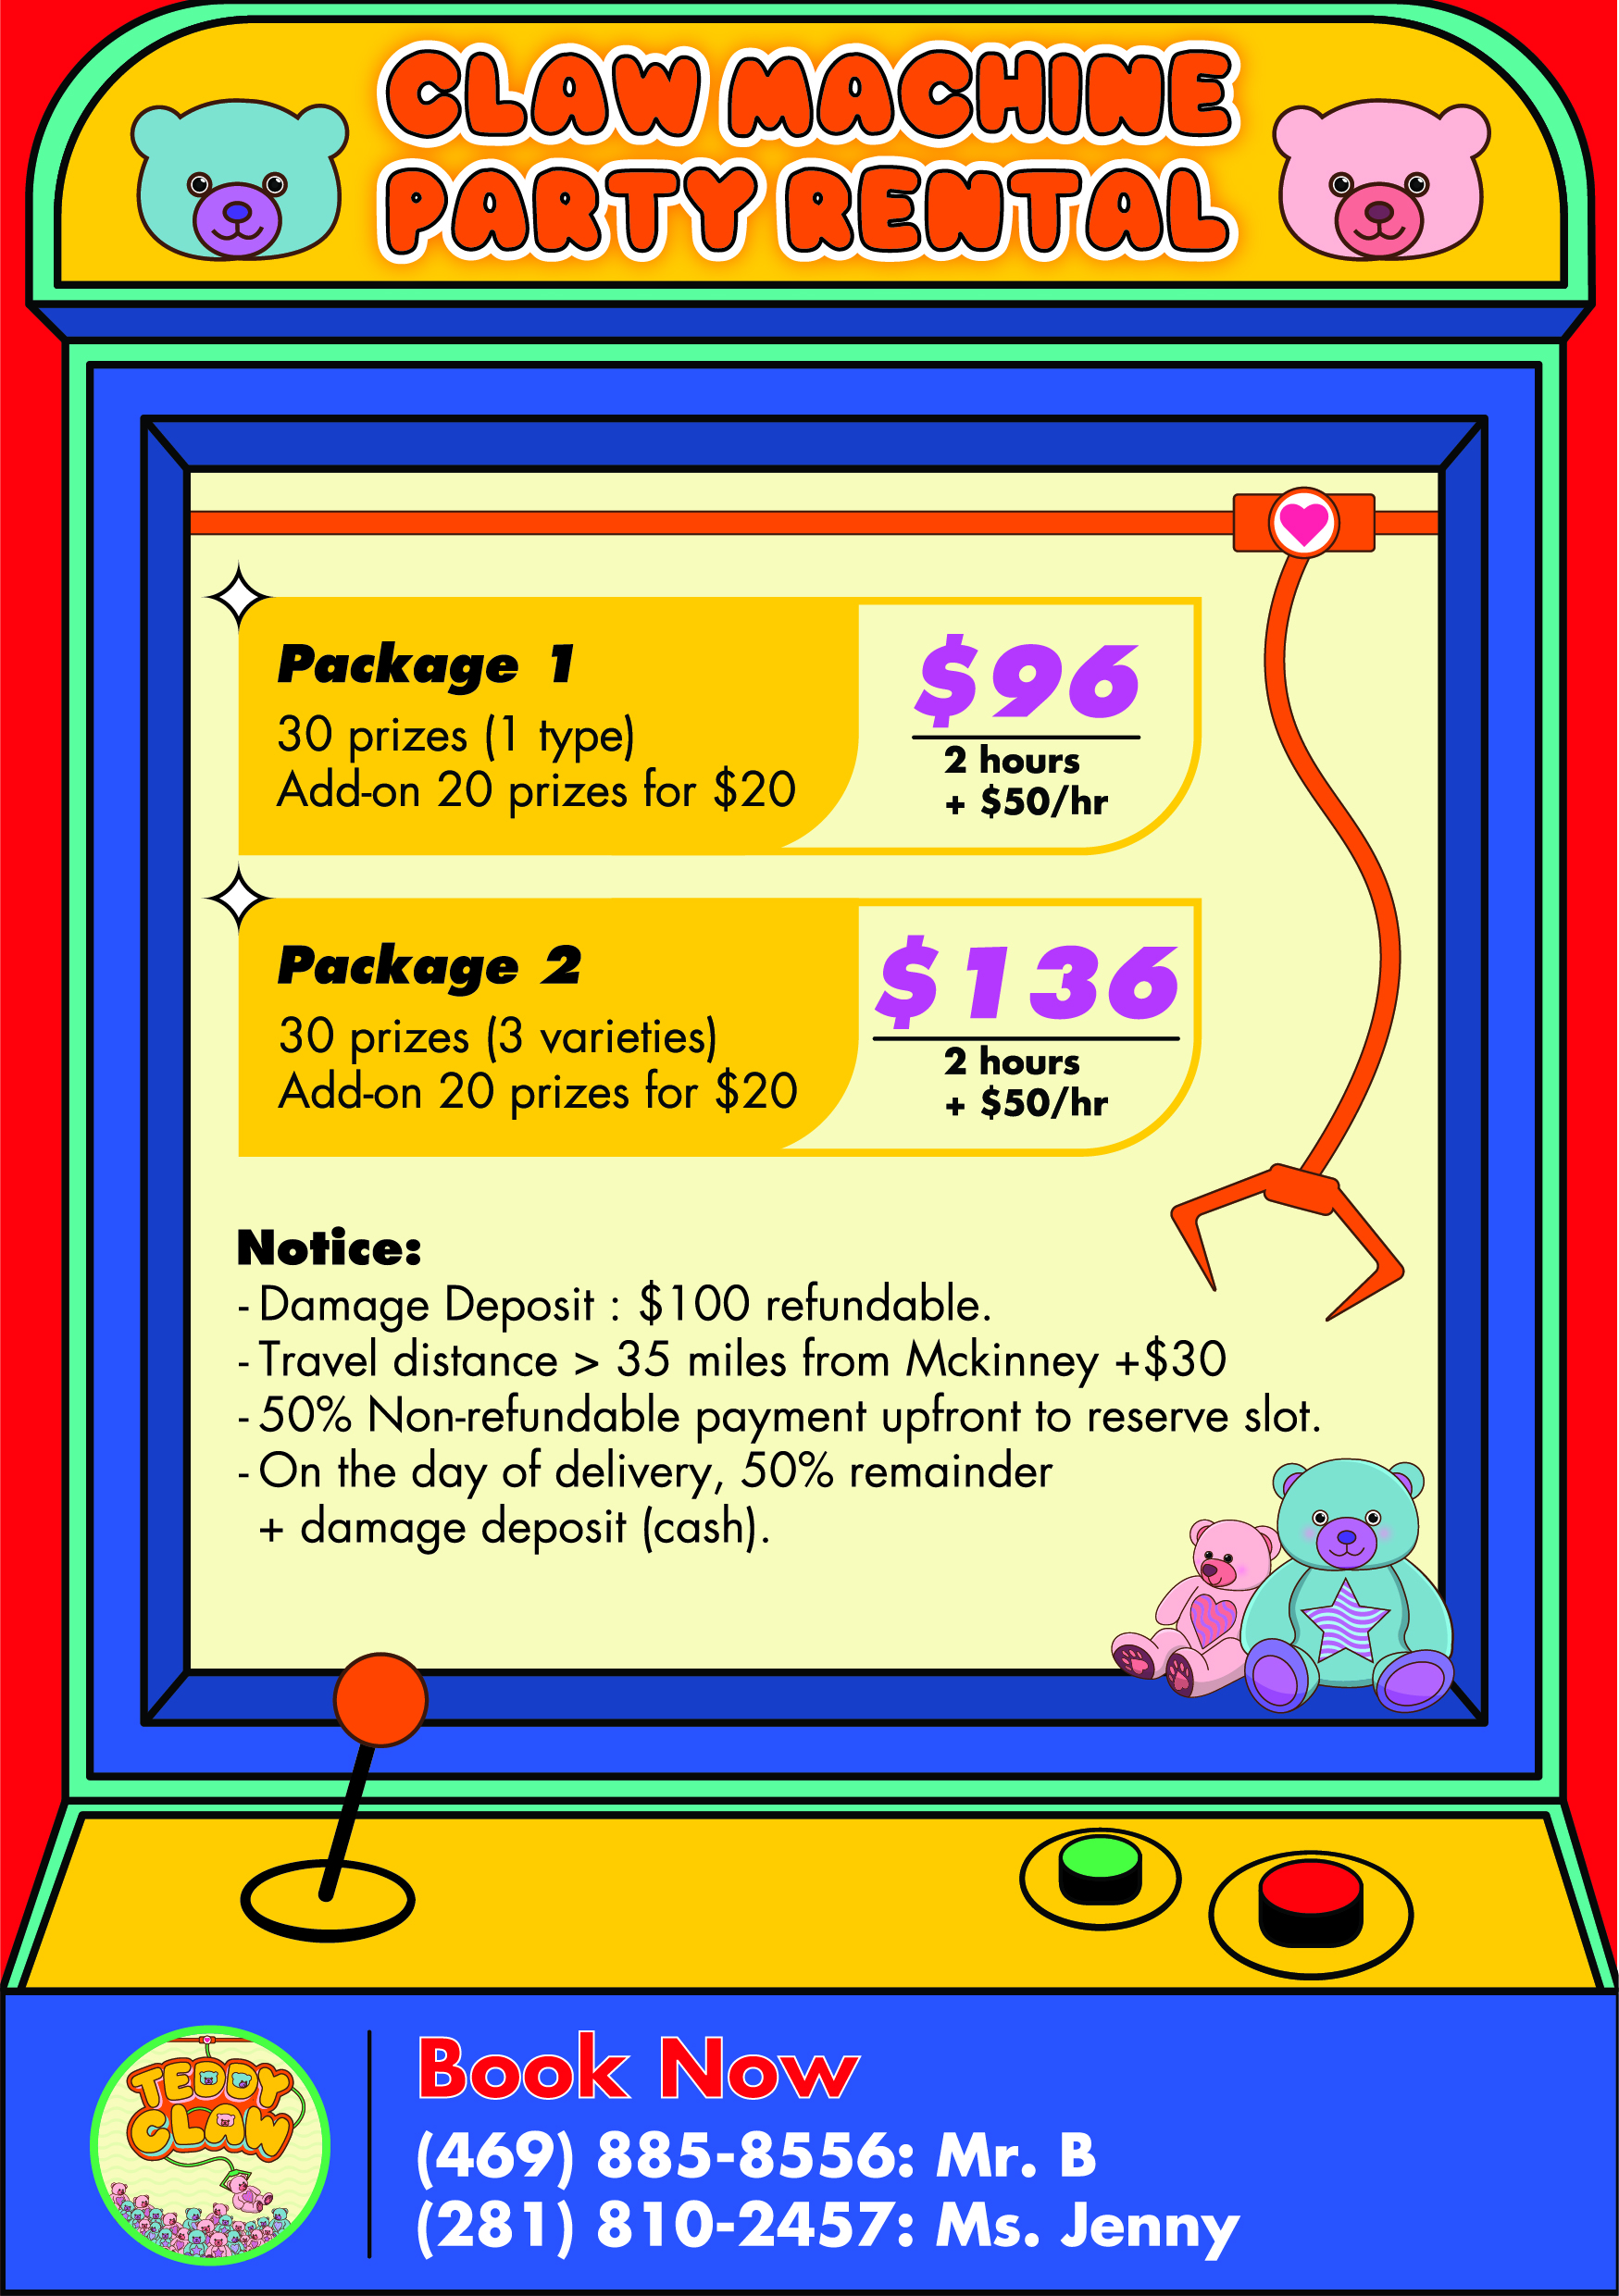 CLAW MACHINE
PARTY RENTAL
Package 1
30 prizes (1 type)
Add-on 20 prizes for $20
$96
2 hours
+ $50/hr
Package 2
30 prizes (3 varieties)
Add-on 20 prizes for $20
$136
2 hours
+ $50/hr
Notice:
- Damage Deposit : $100 refundable.
- Travel distance > 35 miles from Mckinney +$30
- 50% Non-refundable payment upfront to reserve slot.
- On the day of delivery, 50% remainder
+ damage deposit (cash).
TEDDY
CLAW
Book Now
(469) 885-8556: Mr. B
(281) 810-2457: Ms. Jenny